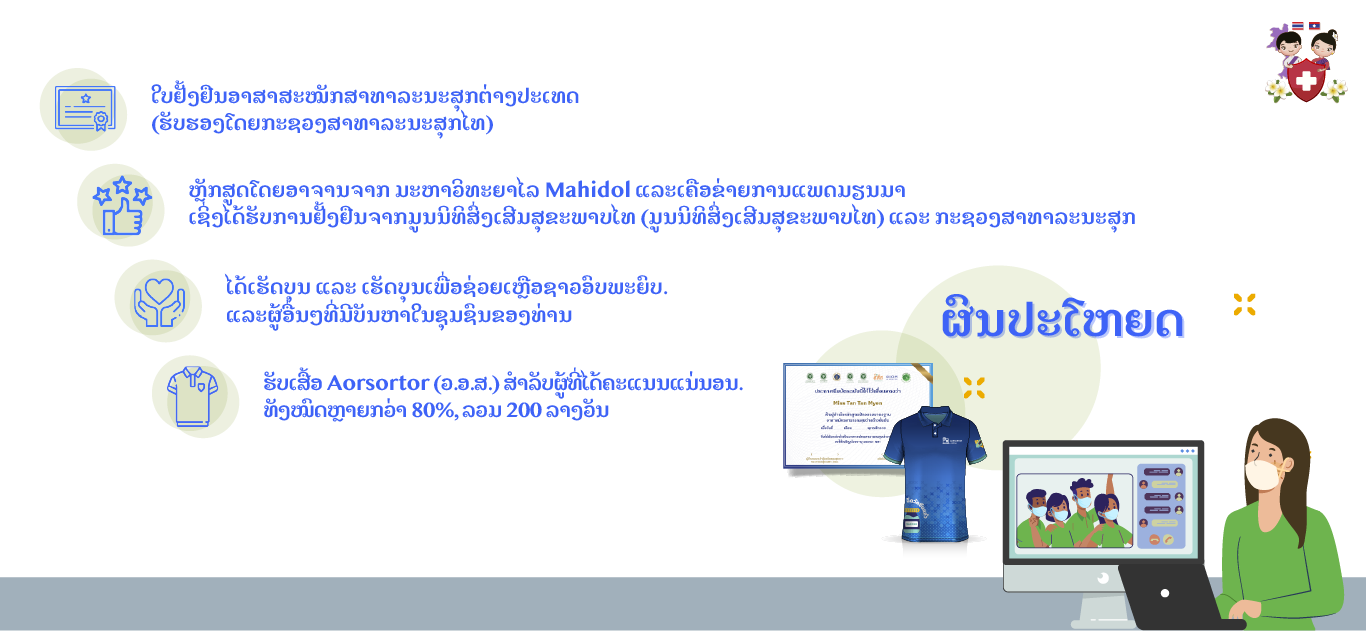 ໃບຢັ້ງຢືນອາສາສະໝັກສາທາລະນະສຸກຕ່າງປະເທດ
(ຮັບຮອງໂດຍກະຊວງສາທາລະນະສຸກໄທ)
ຫຼັກສູດໂດຍອາຈານຈາກ ມະຫາວິທະຍາໄລ Mahidol ແລະເຄືອຂ່າຍການແພດມຽນມາ
ເຊິ່ງໄດ້ຮັບການຢັ້ງຢືນຈາກມູນນິທິສົ່ງເສີມສຸຂະພາບໄທ (ມູນນິທິສົ່ງເສີມສຸຂະພາບໄທ) ແລະ ກະຊວງສາທາລະນະສຸກ
ໄດ້ເຮັດບຸນ ແລະ ເຮັດບຸນເພື່ອຊ່ວຍເຫຼືອຊາວອົບພະຍົບ.
ແລະຜູ້ອື່ນໆທີ່ມີບັນຫາໃນຊຸມຊົນຂອງທ່ານ
ຮັບເສື້ອ Aorsortor (ວ.ອ.ສ.) ສຳລັບຜູ້ທີ່ໄດ້ຄະແນນແນ່ນອນ.
ທັງໝົດຫຼາຍກວ່າ 80%, ລວມ 200 ລາງວັນ
ຜົນປະໂຫຍດ
Miss Tan Tan Myon